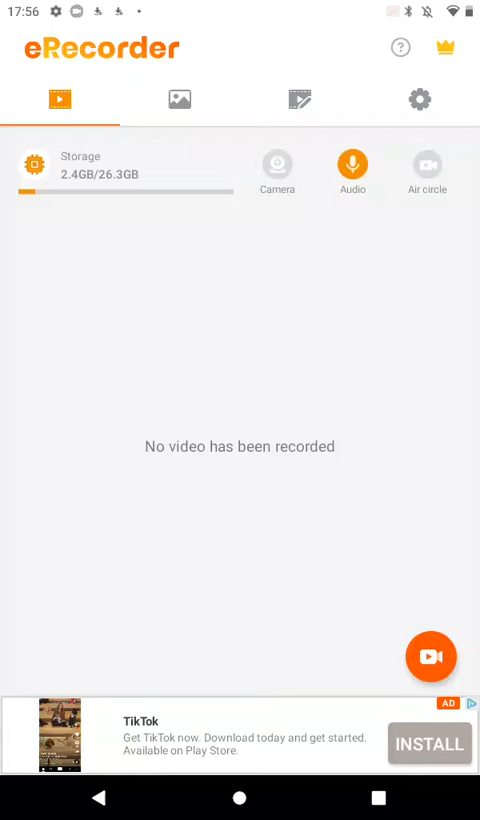 17:56
eRecorder
Storage
2.4GB/26.3GB
Camera
Audio
Air circle
No video has been recorded
AD
TikTok
Get TikTok now. Download today and get started.
Available on Play Store.
INSTALL